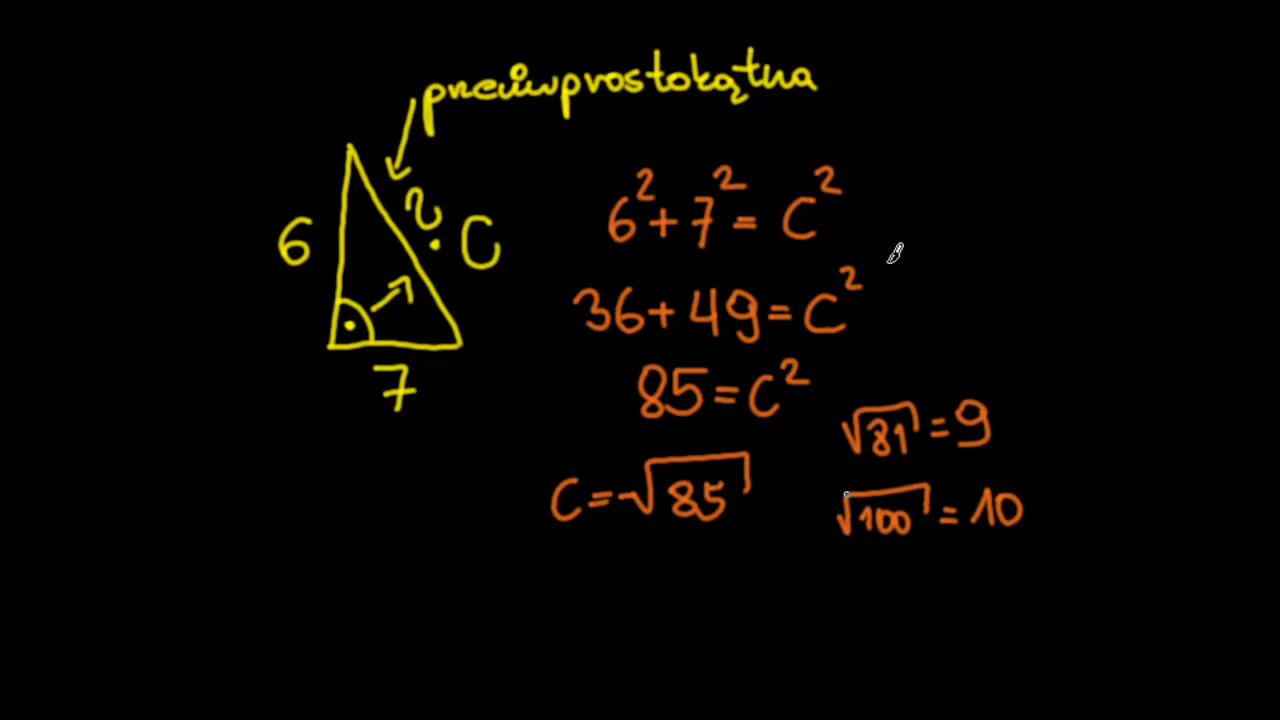 przeciwprostokątna
6
? C
7
6² + 7² = C²
36 + 49 = C²
85 = C²
C = √85
√81 = 9
√100 = 10